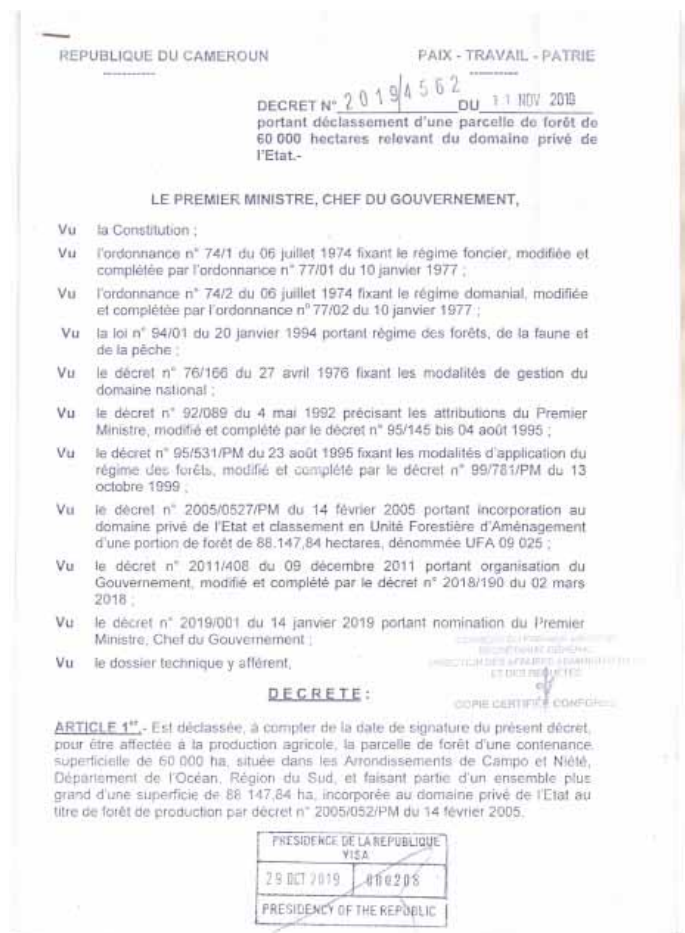 REPUBLIQUE DU CAMEROUN
PAIX - TRAVAIL - PATRIE
DECRET N° 2019/4562 DU 11 NOV 2019
portant déclassement d'une parcelle de forêt de
60 000 hectares relevant du domaine privé de
l'Etat.-
LE PREMIER MINISTRE, CHEF DU GOUVERNEMENT,
Vu la Constitution ;
Vu l'ordonnance n° 74/1 du 06 juillet 1974 fixant le régime foncier, modifiée et
complétée par l'ordonnance n° 77/01 du 10 janvier 1977 ;
Vu l'ordonnance n° 74/2 du 06 juillet 1974 fixant le régime domanial, modifiée
et complétée par l'ordonnance n° 77/02 du 10 janvier 1977 ;
Vu la loi n° 94/01 du 20 janvier 1994 portant régime des forêts, de la faune et
de la pêche ;
Vu le décret n° 76/166 du 27 avril 1976 fixant les modalités de gestion du
domaine national ;
Vu le décret n° 92/089 du 4 mai 1992 précisant les attributions du Premier
Ministre, modifié et complété par le décret n° 95/145 bis 04 août 1995 ;
Vu le décret n° 95/531/PM du 23 août 1995 fixant les modalités d'application du
régime des forêts, modifié et complété par le décret n° 99/781/PM du 13
octobre 1999 ;
Vu le décret n° 2005/0527/PM du 14 février 2005 portant incorporation au
domaine privé de l'Etat et classement en Unité Forestière d'Aménagement
d'une portion de forêt de 88.147,84 hectares, dénommée UFA 09 025 ;
Vu le décret n° 2011/408 du 09 décembre 2011 portant organisation du
Gouvernement, modifié et complété par le décret n° 2018/190 du 02 mars
2018 ;
Vu le décret n° 2019/001 du 14 janvier 2019 portant nomination du Premier
Ministre, Chef du Gouvernement ;
Vu le dossier technique y afférent,
SECRETARIAT GENERAL
ET DES REQUETES
COPIE CERTIFIEE CONFORME
DECRETE :
ARTICLE 1er.- Est déclassée, à compter de la date de signature du présent décret,
pour être affectée à la production agricole, la parcelle de forêt d'une contenance
superficielle de 60 000 ha, située dans les Arrondissements de Campo et Niété,
Département de l'Océan, Région du Sud, et faisant partie d'un ensemble plus
grand d'une superficie de 88 147,84 ha, incorporée au domaine privé de l'Etat au
titre de forêt de production par décret n° 2005/052/PM du 14 février 2005.
PRESIDENCE DE LA REPUBLIQUE
VISA
29 OCT 2019 000208
PRESIDENCY OF THE REPUBLIC